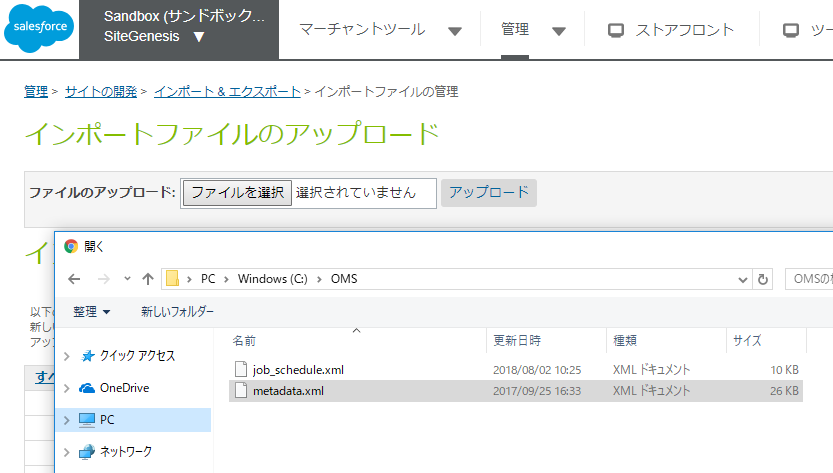 salesforce
Sandbox (サンドボック...
SiteGenesis ▼
マーチャントツール
管理
ストアフロント
ツー
管理 > サイトの開発 > インポート & エクスポート > インポートファイルの管理
インポートファイルのアップロード
ファイルのアップロード: ファイルを選択 選択されていません アップロード
開く
PC > Windows (C:) > OMS
OMSの
整理 新しいフォルダー
名前 更新日時 種類 サイズ
job_schedule.xml 2018/08/02 10:25 XML ドキュメント 10 KB
metadata.xml 2017/09/25 16:33 XML ドキュメント 26 KB
クイック アクセス
OneDrive
PC
ネットワーク
イ
以下
新し
アッ
すべ